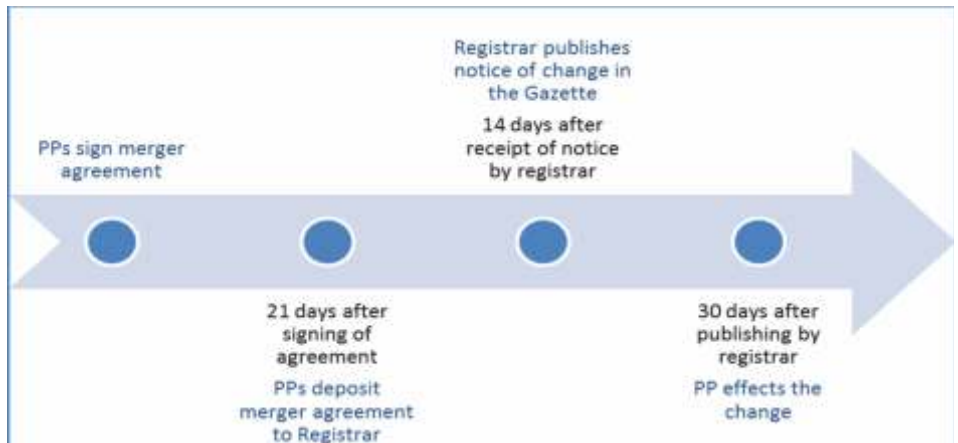 PPs sign merger
agreement
21 days after
signing of
agreement
PPs deposit
merger agreement
to Registrar
Registrar publishes
notice of change in
the Gazette
14 days after
receipt of notice
by registrar
30 days after
publishing by
registrar
PP effects the
change